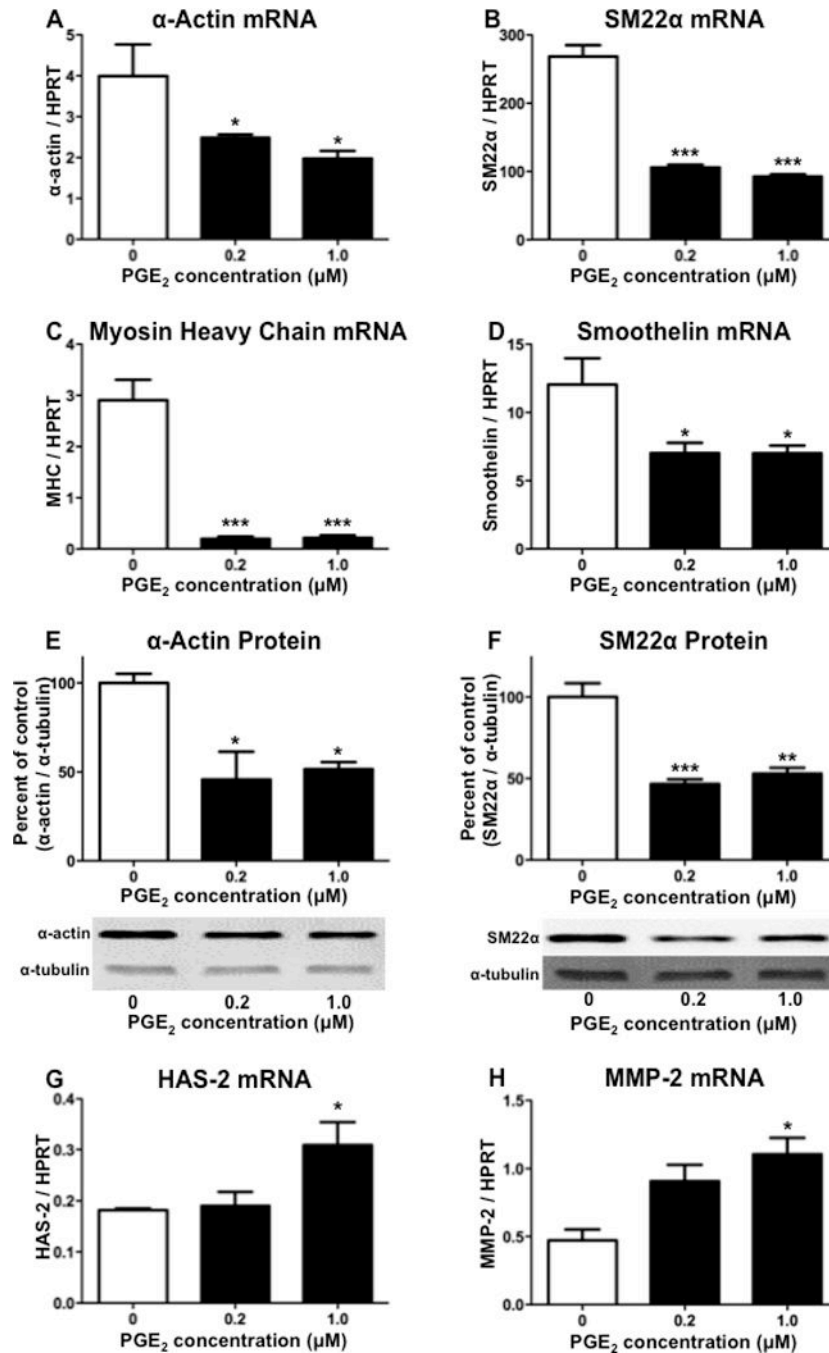 A α-Actin mRNA
α-actin / HPRT
5
4
3
2
1
0
*
*
0 0.2 1.0
PGE₂ concentration (µM)
B SM22α mRNA
SM22α / HPRT
300
200
100
0
***
***
0 0.2 1.0
PGE₂ concentration (µM)
C Myosin Heavy Chain mRNA
MHC / HPRT
4
3
2
1
0
*** ***
0 0.2 1.0
PGE₂ concentration (µM)
D Smoothelin mRNA
Smoothelin / HPRT
15
10
5
0
* *
0 0.2 1.0
PGE₂ concentration (µM)
E α-Actin Protein
Percent of control
(α-actin / α-tubulin)
100
50
0
* *
0 0.2 1.0
PGE₂ concentration (µM)
α-actin
α-tubulin
0 0.2 1.0
PGE₂ concentration (µM)
F SM22α Protein
Percent of control
(SM22α / α-tubulin)
100
50
0
*** **
0 0.2 1.0
PGE₂ concentration (µM)
SM22α
α-tubulin
0 0.2 1.0
PGE₂ concentration (µM)
G HAS-2 mRNA
HAS-2 / HPRT
0.4
0.3
0.2
0.1
0.0
*
0 0.2 1.0
PGE₂ concentration (µM)
H MMP-2 mRNA
MMP-2 / HPRT
1.5
1.0
0.5
0.0
*
0 0.2 1.0
PGE₂ concentration (µM)